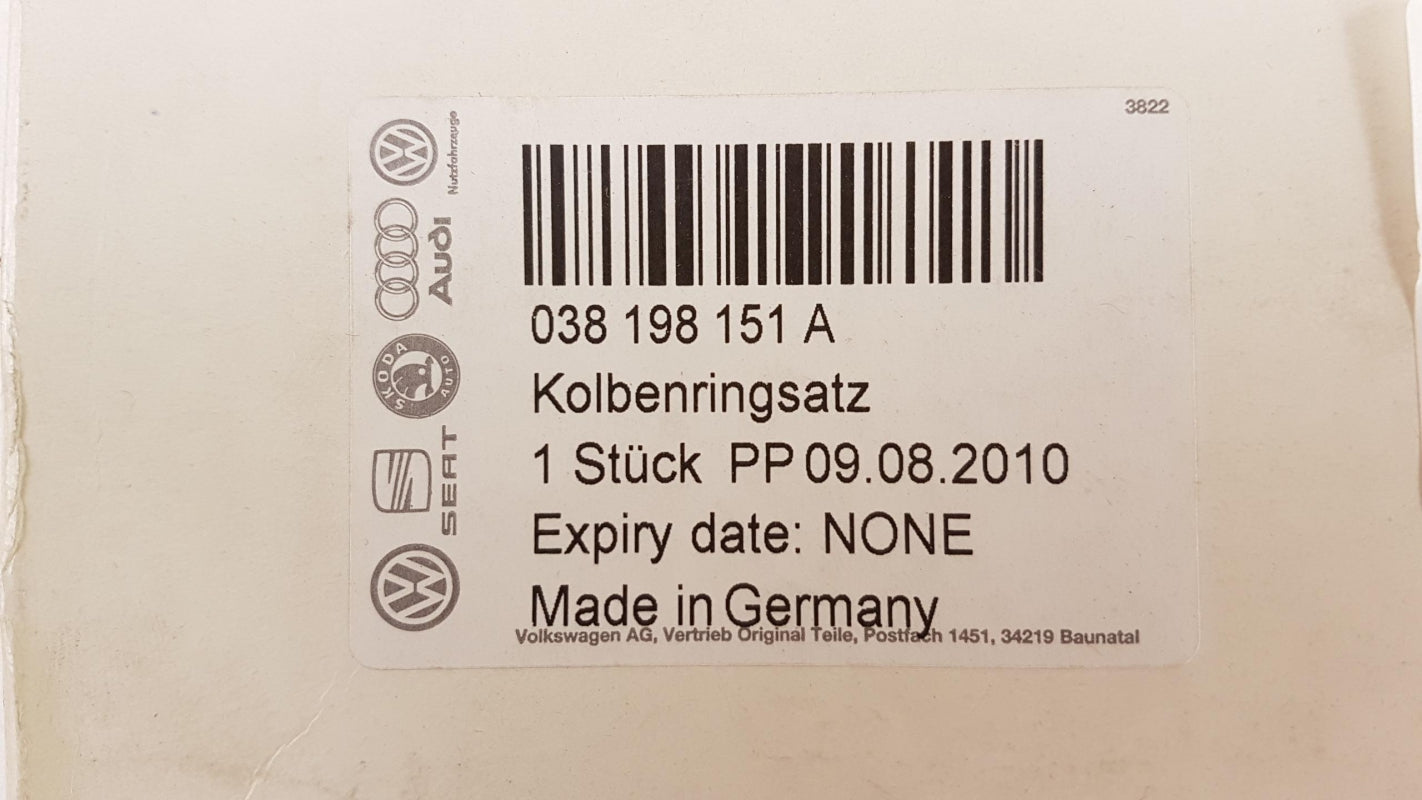 3822
Nutzfahrzeuge
Audi
SKODA
AUTO
SEAT
038 198 151 A
Kolbenringsatz
1 Stück PP 09.08.2010
Expiry date: NONE
Made in Germany
Volkswagen AG, Vertrieb Original Teile, Postfach 1451, 34219 Baunatal